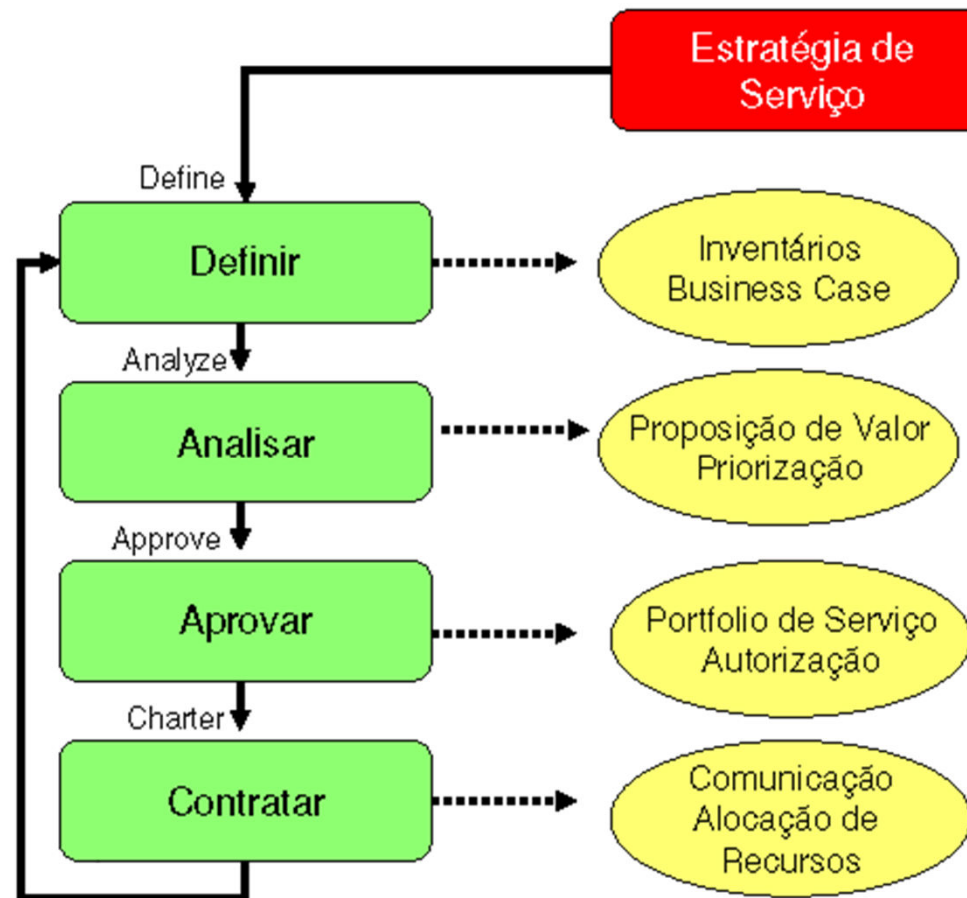 Estratégia de
Serviço
Define
Definir
Inventários
Business Case
Analyze
Analisar
Proposição de Valor
Priorização
Approve
Aprovar
Portfolio de Serviço
Autorização
Charter
Contratar
Comunicação
Alocação de
Recursos